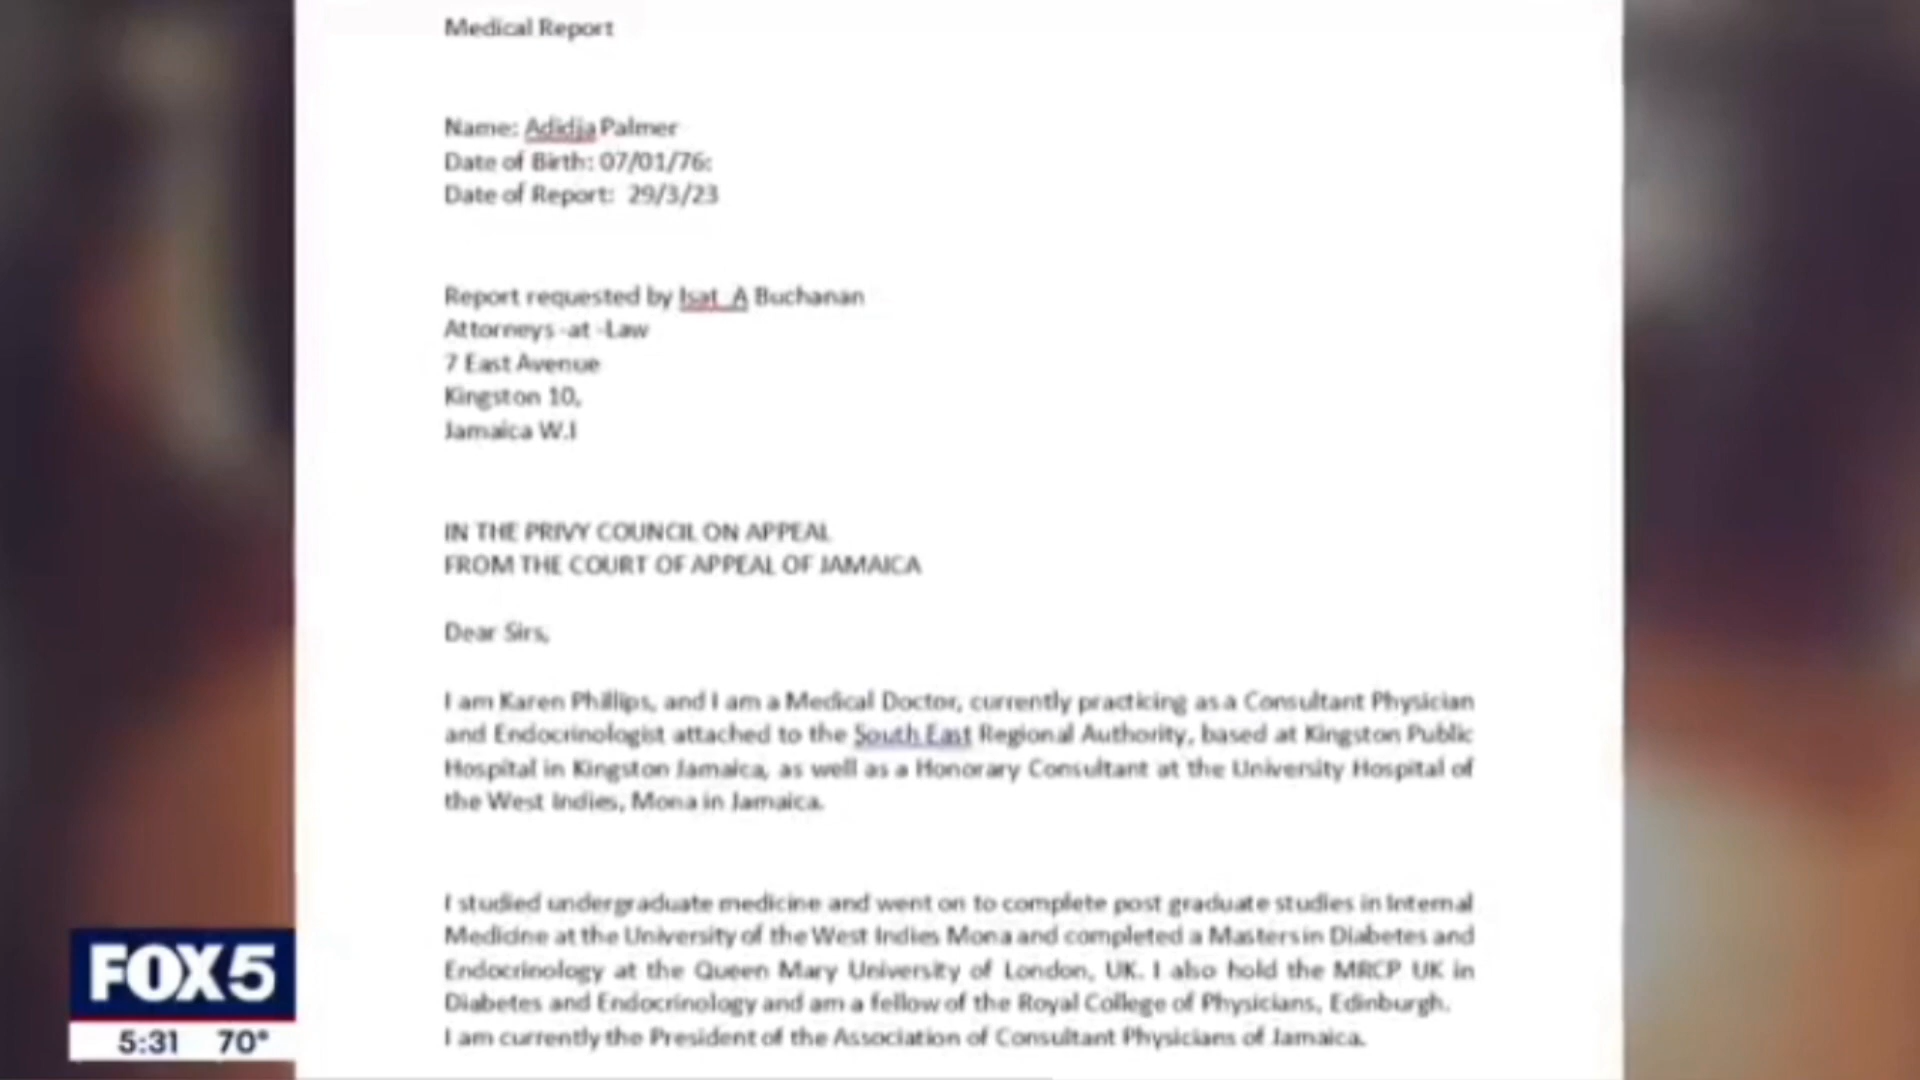 Medical Report
Name: Adidja Palmer
Date of Birth: 07/01/76:
Date of Report: 29/3/23
Report requested by Isat A Buchanan
Attorneys -at -Law
7 East Avenue
Kingston 10,
Jamaica W.I
IN THE PRIVY COUNCIL ON APPEAL
FROM THE COURT OF APPEAL OF JAMAICA
Dear Sirs,
I am Karen Phillips, and I am a Medical Doctor, currently practicing as a Consultant Physician
and Endocrinologist attached to the South East Regional Authority, based at Kingston Public
Hospital in Kingston Jamaica, as well as a Honorary Consultant at the University Hospital of
the West Indies, Mona in Jamaica.
I studied undergraduate medicine and went on to complete post graduate studies in Internal
Medicine at the University of the West Indies Mona and completed a Masters in Diabetes and
Endocrinology at the Queen Mary University of London, UK. I also hold the MRCP UK in
Diabetes and Endocrinology and am a fellow of the Royal College of Physicians, Edinburgh.
I am currently the President of the Association of Consultant Physicians of Jamaica.
FOX 5
5:31 70°